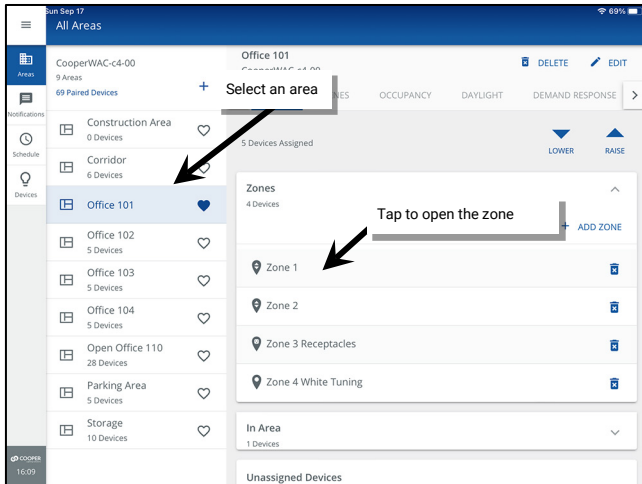 Sun Sep 17
69%
All Areas
Areas
Notifications
Schedule
Devices
COOPER
16:09
CooperWAC-c4-00
9 Areas
69 Paired Devices
+
Construction Area
0 Devices
Corridor
6 Devices
Office 101
Office 102
5 Devices
Office 103
5 Devices
Office 104
5 Devices
Open Office 110
28 Devices
Parking Area
5 Devices
Storage
10 Devices
Select an area
Office 101
CooperWAC-c4-00
DELETE
EDIT
OCCUPANCY
DAYLIGHT
DEMAND RESPONSE
5 Devices Assigned
LOWER
RAISE
Zones
4 Devices
Tap to open the zone
+ ADD ZONE
Zone 1
Zone 2
Zone 3 Receptacles
Zone 4 White Tuning
In Area
1 Devices
Unassigned Devices